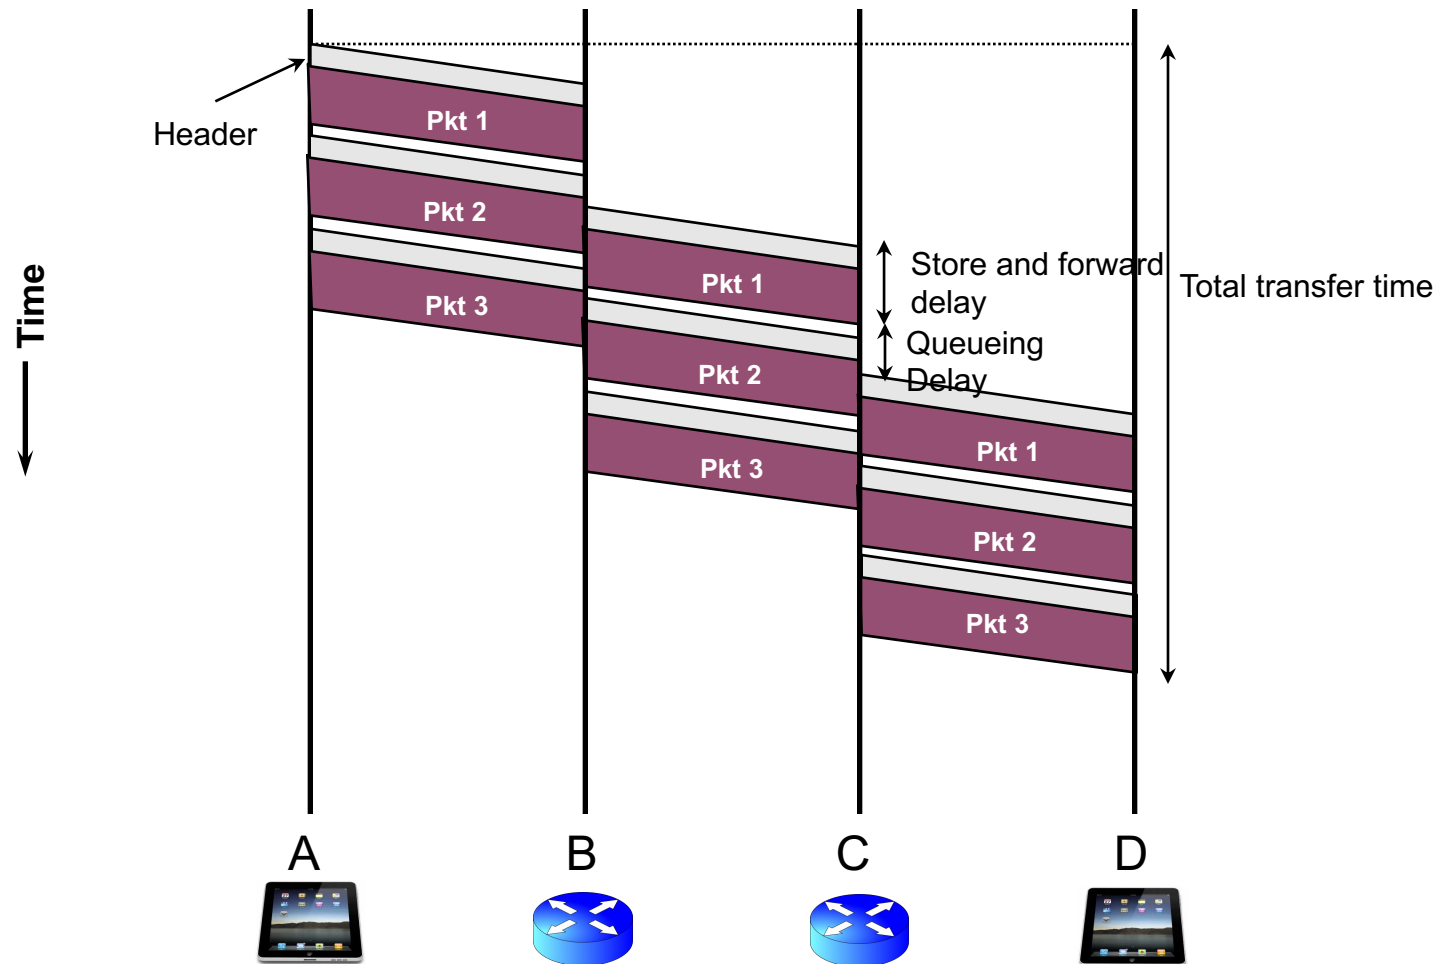 Header
Pkt 1
Pkt 2
Pkt 3
Time
Pkt 1
Pkt 2
Pkt 3
Store and forward
delay
Queueing
Delay
Total transfer time
Pkt 1
Pkt 2
Pkt 3
A
B
C
D